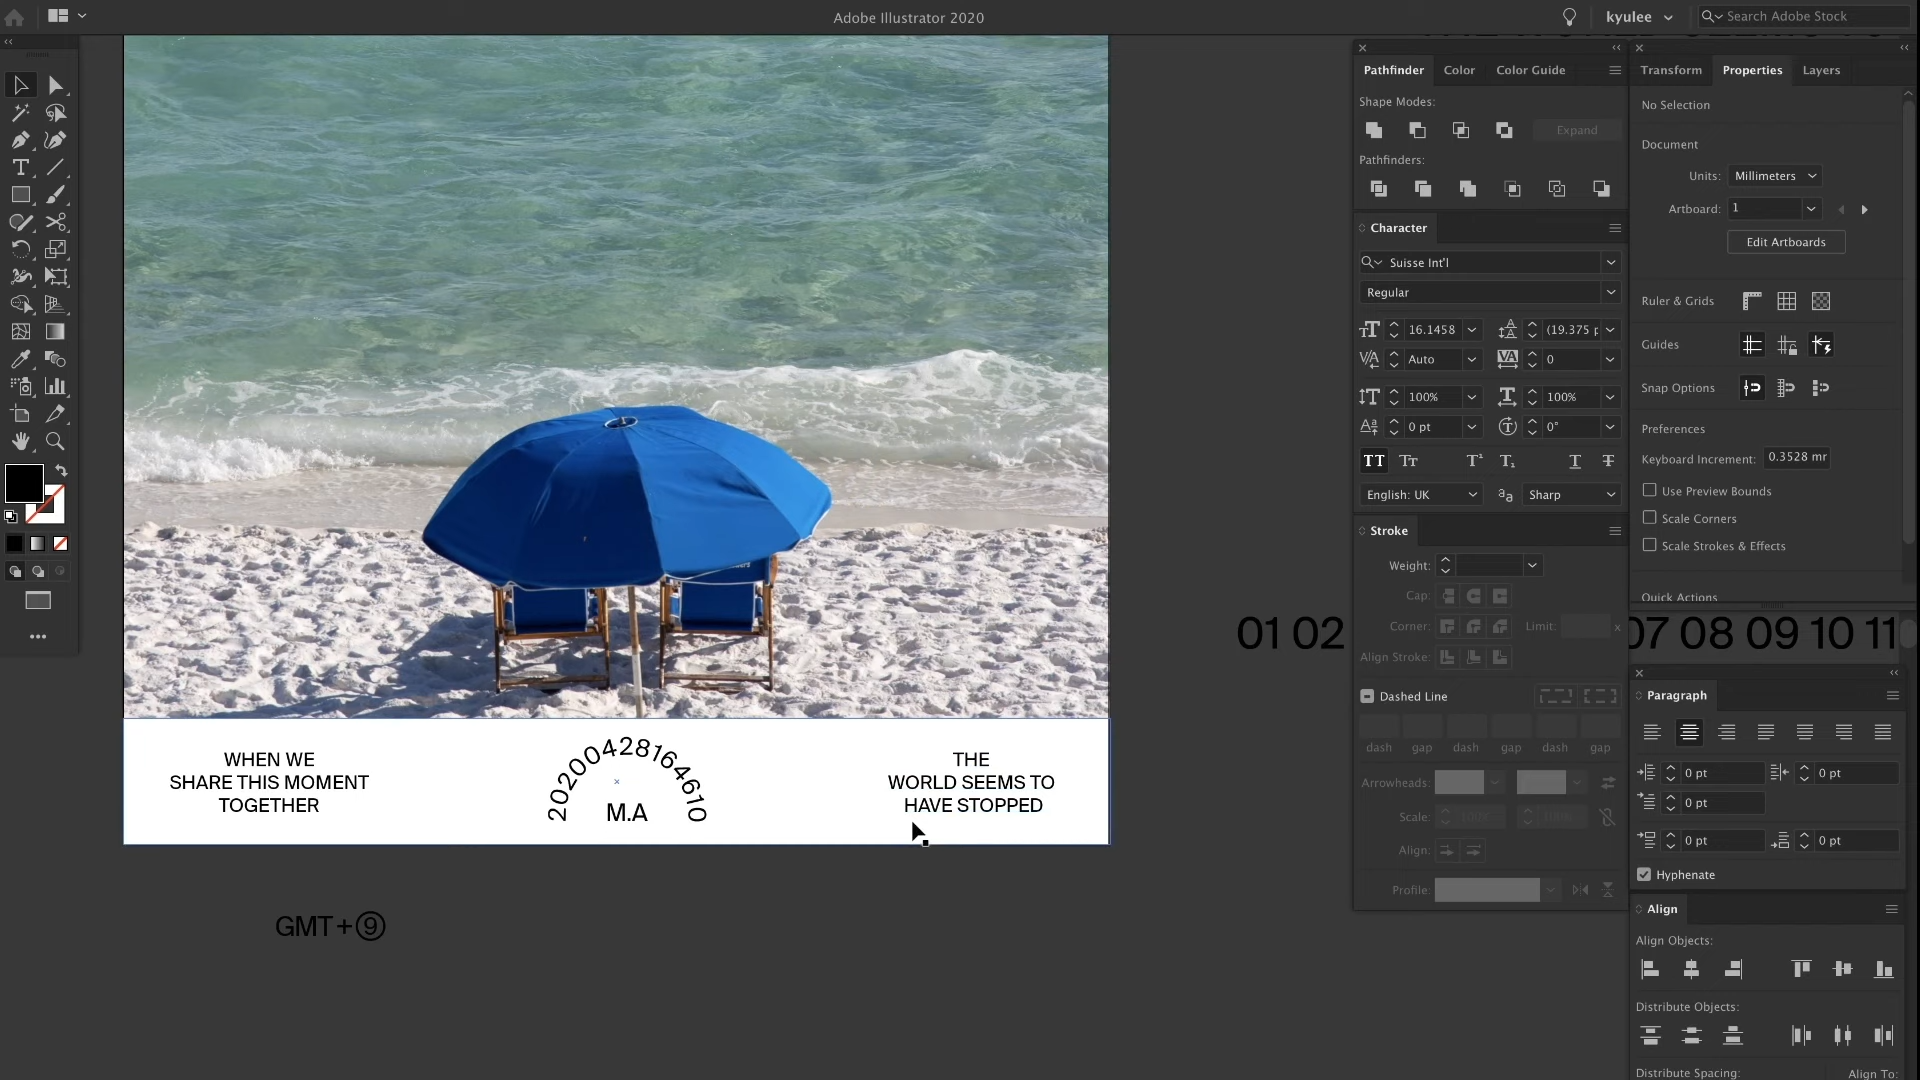 Adobe Illustrator 2020
kyulee
Search Adobe Stock
Pathfinder
Color
Color Guide
Shape Modes:
Expand
Pathfinders:
Character
Suisse Int'l
Regular
16.1458
(19.375 p
Auto
0
100%
100%
0 pt
0°
English: UK
Sharp
Stroke
Weight:
Cap:
Corner:
Limit:
x
Align Stroke:
Dashed Line
dash
gap
dash
gap
dash
gap
Arrowheads:
Scale:
100%
100%
Align:
Profile:
Transform
Properties
Layers
No Selection
Document
Units:
Millimeters
Artboard:
1
Edit Artboards
Ruler & Grids
Guides
Snap Options
Preferences
Keyboard Increment:
0.3528 mr
Use Preview Bounds
Scale Corners
Scale Strokes & Effects
Quick Actions
01 02
07 08 09 10 11
Paragraph
0 pt
0 pt
0 pt
0 pt
0 pt
Hyphenate
Align
Align Objects:
Distribute Objects:
Distribute Spacing:
Align To:
WHEN WE
SHARE THIS MOMENT
TOGETHER
20200428164610
M.A
THE
WORLD SEEMS TO
HAVE STOPPED
GMT+⑨